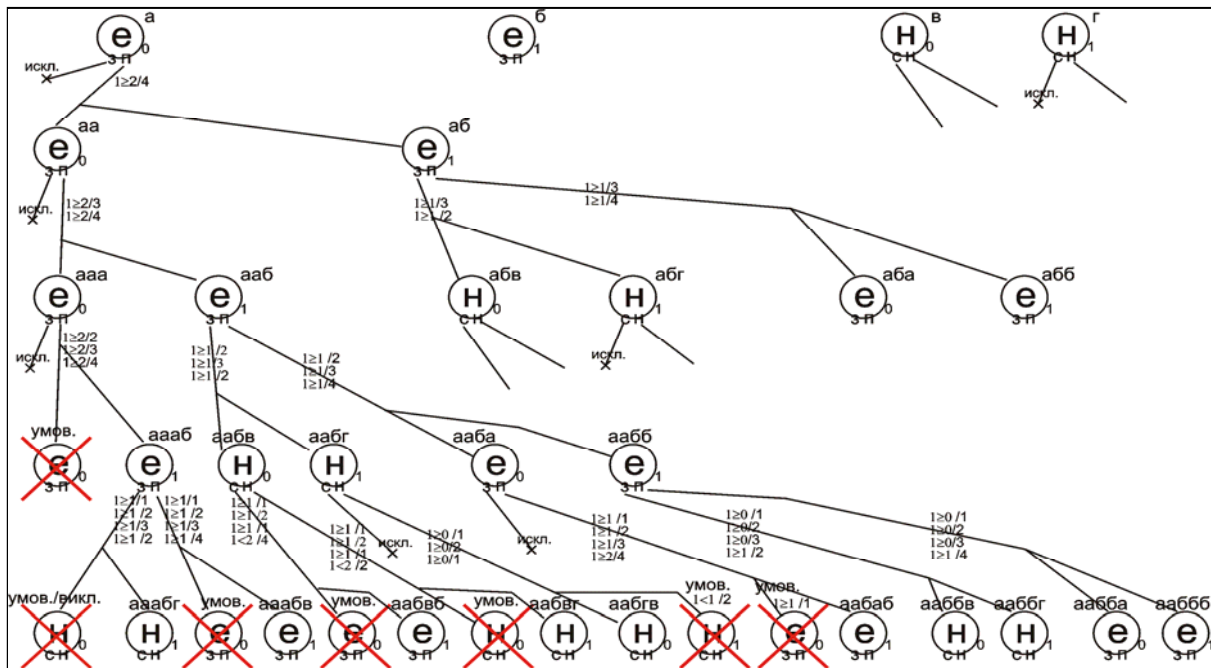 а б в г
е 0 е 1 н 0 н 1
з п з п с н с н
искл. 1≥2/4 искл.
аа аб
е 0 е 1
з п з п
искл. 1≥2/3 1≥1/3 1≥1/3
1≥2/4 1≥1 /2 1≥1/4
ааа ааб абв абг аба абб
е 0 е 1 н 0 н 1 е 0 е 1
з п з п с н с н з п з п
искл. 1≥2/2 1≥1 /2 1≥1 /2 искл.
1≥2/3 1≥1/3 1≥1/3
1≥2/4 1≥1 /2 1≥1/4
умов. аааб аабв аабг ааба аабб
е 0 е 1 н 0 н 1 е 0 е 1
з п з п с н с н з п з п
1≥1/1 1≥1/1 1≥1 /1 1≥1 /1 1≥0 /1 1≥1 /1 1≥0 /1 1≥0 /1
1≥1 /2 1≥1 /2 1≥1 /2 1≥1 /2 1≥0/2 1≥1 /2 1≥0/2 1≥0/2
1≥1/3 1≥1/3 1≥1 /1 1≥1 /1 1≥0/1 1≥1/3 1≥0/3 1≥0/3
1≥1 /2 1≥1 /4 1<2 /4 1<2 /2 1≥2/4 1≥1 /2 1≥1 /4
искл. искл.
умов./викл. ааабг умов. ааабв умов. аабвб умов. аабвг аабгв умов. 1<1 /2 умов. 1≥1 /1 аабабааббв ааббг ааbба ааббб
н 0 н 1 е 0 е 1 е 0 е 1 н 0 н 1 н 0 н 1 е 0 е 1 н 0 н 1 е 0 е 1
с н с н з п з п з п з п с н с н с н с н з п з п с н с н з п з п